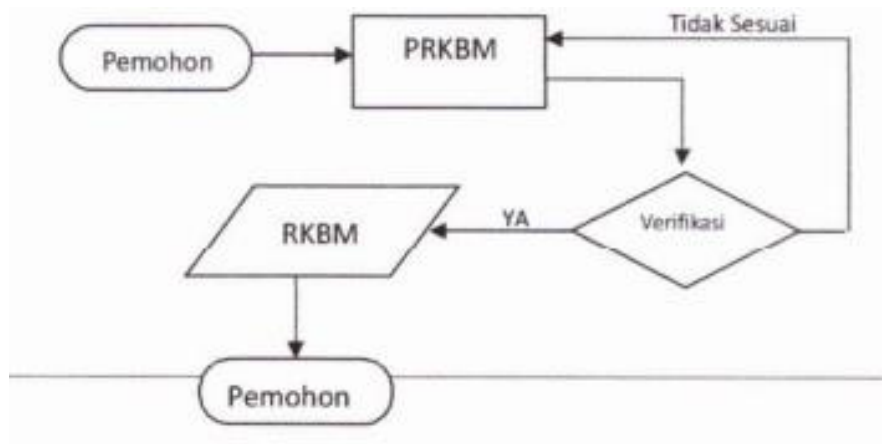 Tidak Sesuai
Pemohon
PRKBM
Verifikasi
YA
RKBM
Pemohon